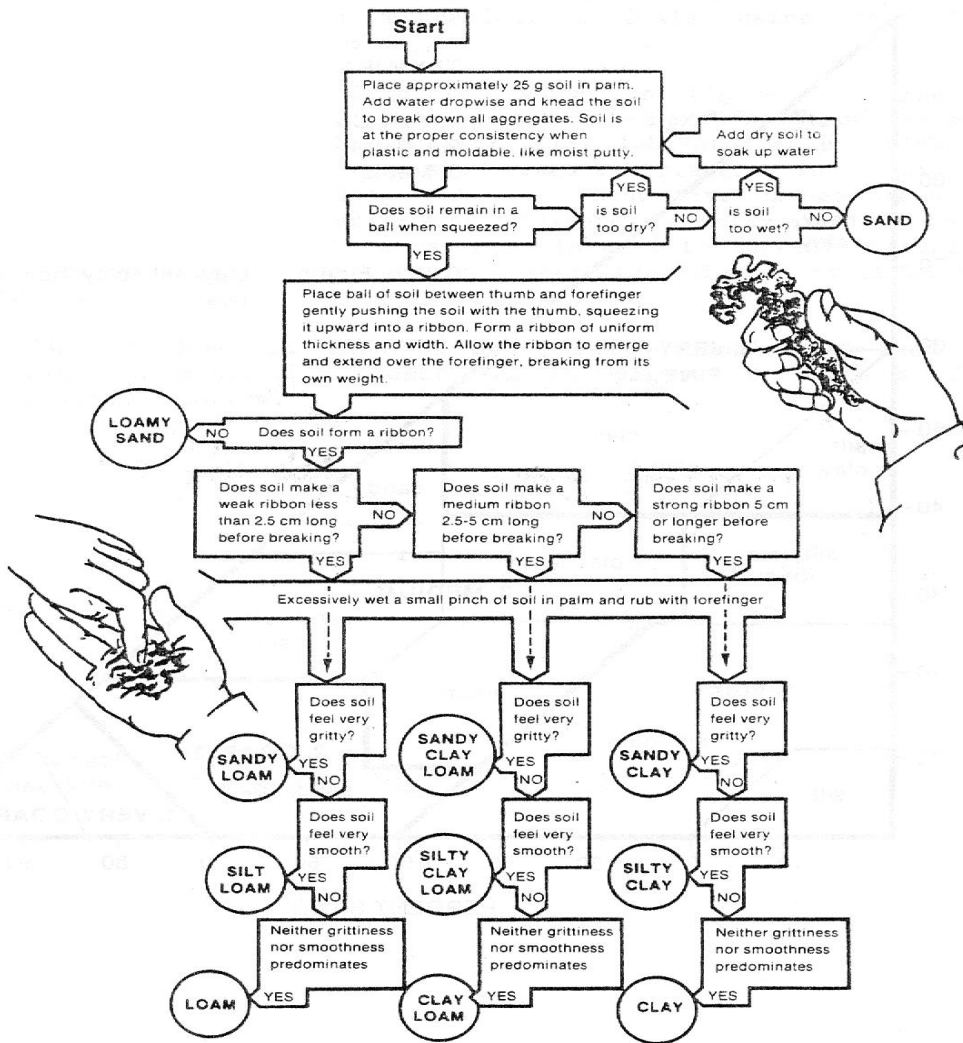 Start
Place approximately 25 g soil in palm.
Add water dropwise and knead the soil
to break down all aggregates. Soil is
at the proper consistency when
plastic and moldable, like moist putty.
Add dry soil to
soak up water
YES
YES
Does soil remain in a
ball when squeezed?
is soil
too dry?
NO
is soil
too wet?
NO
SAND
YES
Place ball of soil between thumb and forefinger
gently pushing the soil with the thumb, squeezing
it upward into a ribbon. Form a ribbon of uniform
thickness and width. Allow the ribbon to emerge
and extend over the forefinger, breaking from its
own weight.
LOAMY
SAND
NO
Does soil form a ribbon?
YES
Does soil make a
weak ribbon less
than 2.5 cm long
before breaking?
NO
Does soil make a
medium ribbon
2.5-5 cm long
before breaking?
NO
Does soil make a
strong ribbon 5 cm
or longer before
breaking?
YES
YES
YES
Excessively wet a small pinch of soil in palm and rub with forefinger
Does soil
feel very
gritty?
Does soil
feel very
gritty?
Does soil
feel very
gritty?
SANDY
LOAM
YES
NO
SANDY
CLAY
LOAM
YES
NO
SANDY
CLAY
YES
NO
Does soil
feel very
smooth?
Does soil
feel very
smooth?
Does soil
feel very
smooth?
SILT
LOAM
YES
NO
SILTY
CLAY
LOAM
YES
NO
SILTY
CLAY
YES
NO
Neither grittiness
nor smoothness
predominates
Neither grittiness
nor smoothness
predominates
Neither grittiness
nor smoothness
predominates
LOAM
YES
CLAY
LOAM
YES
CLAY
YES